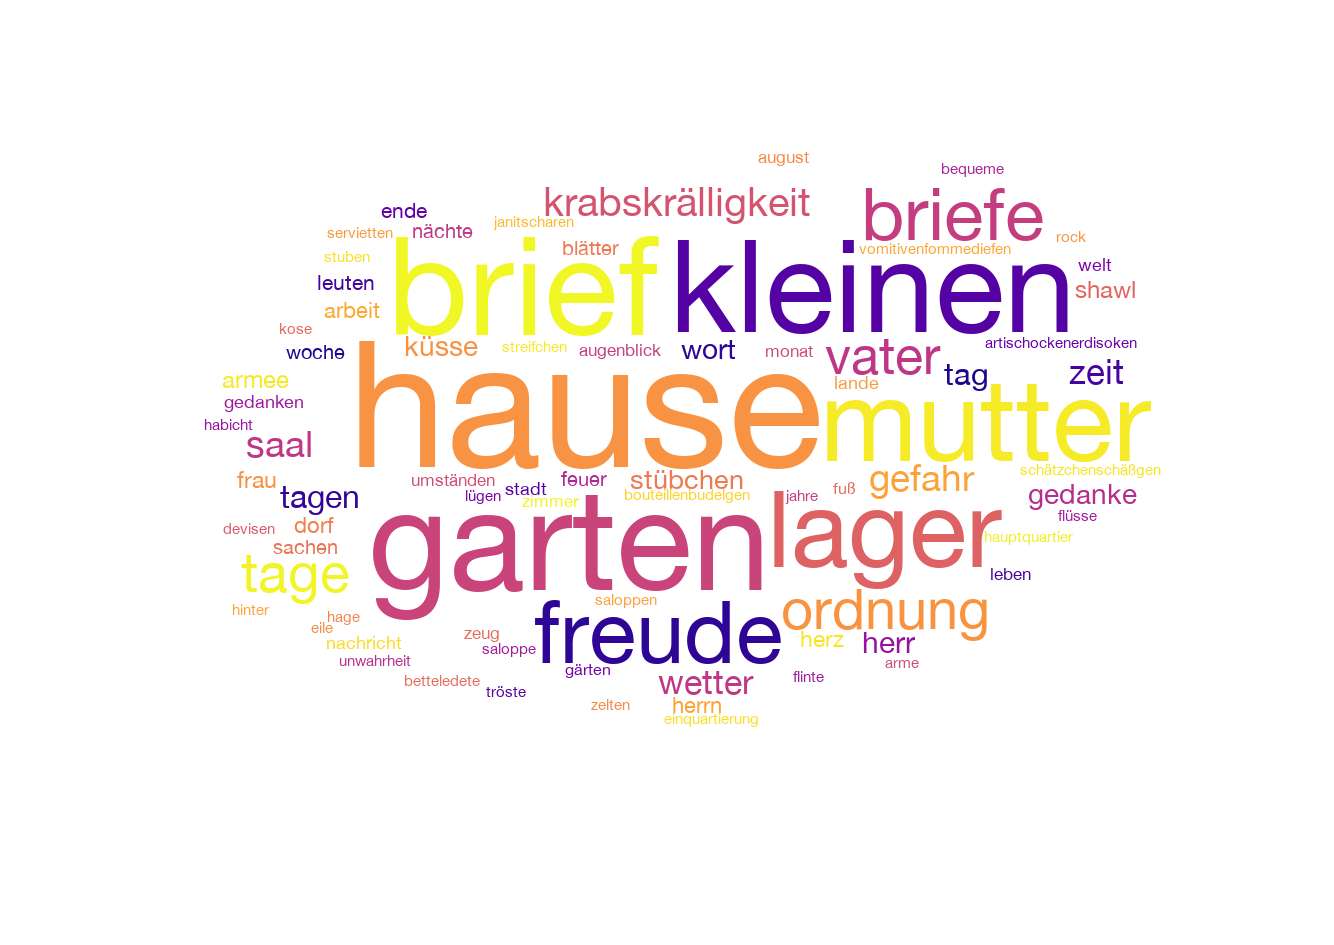 august
bequeme
krabskrälligkeit
briefe
ende
janitscharen
servietten
nächte
rock
blätter
vomitivenfommediefen
stuben
brief
kleinen
welt
leuten
shawl
arbeit
kose
küsse
streifchen
augenblick
wort
monat
vater
artischockenerdisoken
woche
hause
armee
lande
tag
zeit
gedanken
mutter
habicht
saal
frau
umständen
feuer
stübchen
gefahr
schätzchenschäßgen
tagen
lügen
stadt
zimmer
bouteillenbudelgen
jahre
fuß
gedanke
devisen
dorf
garten
lager
flüsse
sachen
hauptquartier
tage
leben
hinter
hage
saloppen
ordnung
eile
nachricht
zeug
saloppe
freude
herz
herr
unwahrheit
gärten
arme
betteledete
tröste
wetter
flinte
zelten
herrn
einquartierung